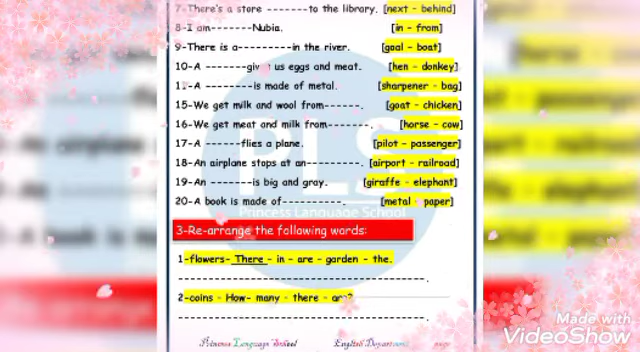 7-There's a store -------to the library. [next - behind]
8-I am-------Nubia. [in - from]
9-There is a---------in the river. [goal - boat]
10-A -------- us eggs and meat. [hen - donkey]
11-A --------is made of metal. [sharpener - bag]
15-We get milk and wool from------. [goat - chicken]
16-We get meat and milk from-------. [horse - cow]
17-A ------flies a plane. [pilot - passenger]
18-An airplane stops at an---------. [airport - railroad]
19-An -------is big and gray. [giraffe - elephant]
20-A book is made of----------. [metal - paper]
PLS
Princess Language School
3-Re-arrange the following words:
1-flowers- There - in - are - garden - the.
---------------------------------------.
2-coins - How- many - there - are?
---------------------------------------
Princess Language School English Department page
Made with
VideoShow